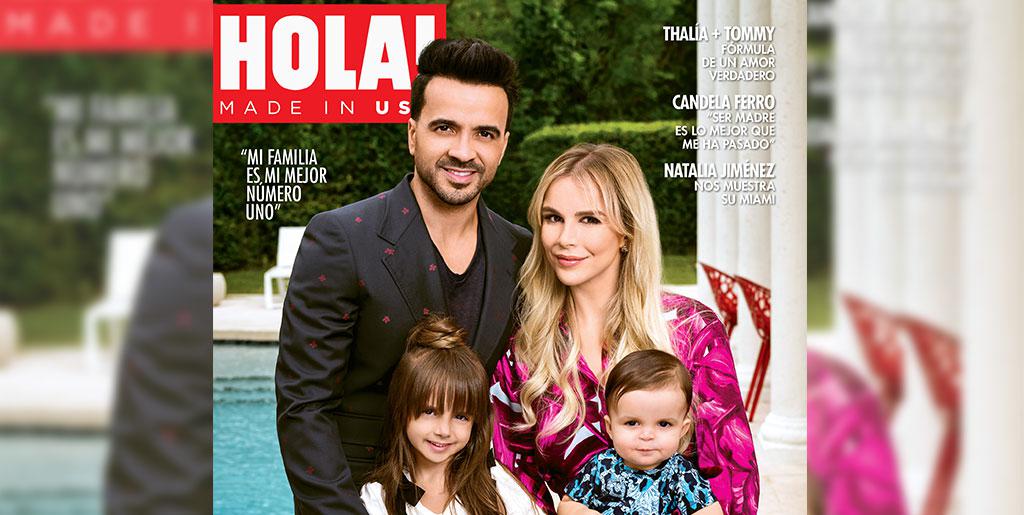 HOLA!
MADE IN US
"MI FAMILIA
ES MI MEJOR
NÚMERO
UNO"
THALÍA + TOMMY
FÓRMULA
DE UN AMOR
VERDADERO
CANDELA FERRO
"SER MADRE
ES LO MEJOR QUE
ME HA PASADO"
NATALIA JIMÉNEZ
NOS MUESTRA
SU MIAMI